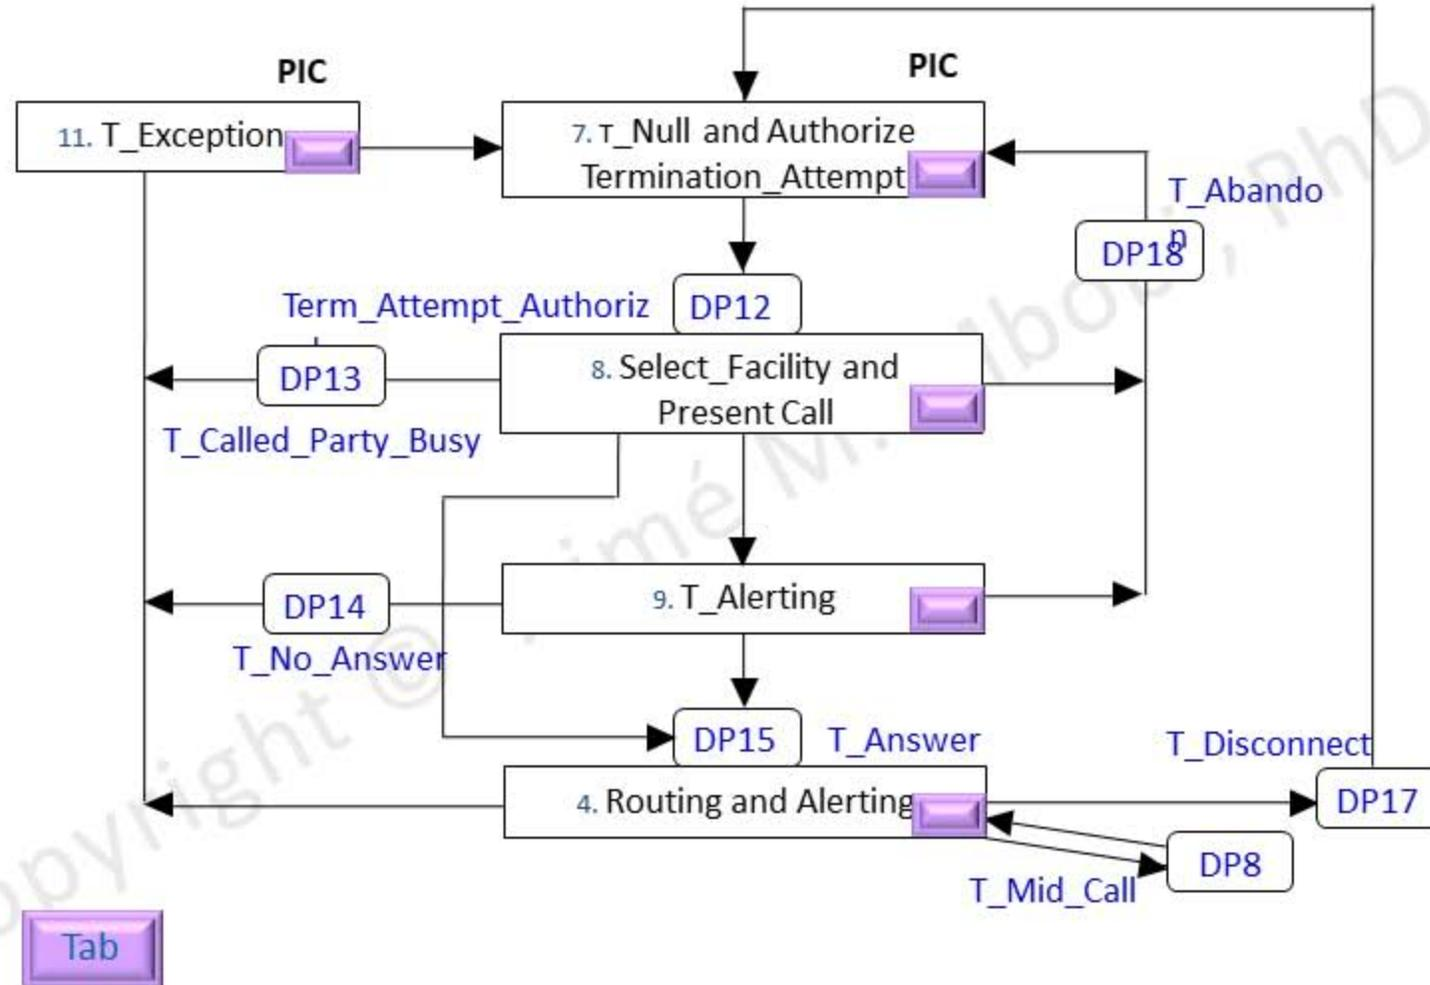 PIC
PIC
11. T_Exception
7. T_Null and Authorize
Termination_Attempt
T_Abando
n
DP18
Term_Attempt_Authoriz
DP12
DP13
8. Select_Facility and
Present Call
T_Called_Party_Busy
DP14
9. T_Alerting
T_No_Answer
DP15
T_Answer
T_Disconnect
4. Routing and Alerting
DP17
DP8
T_Mid_Call
Tab